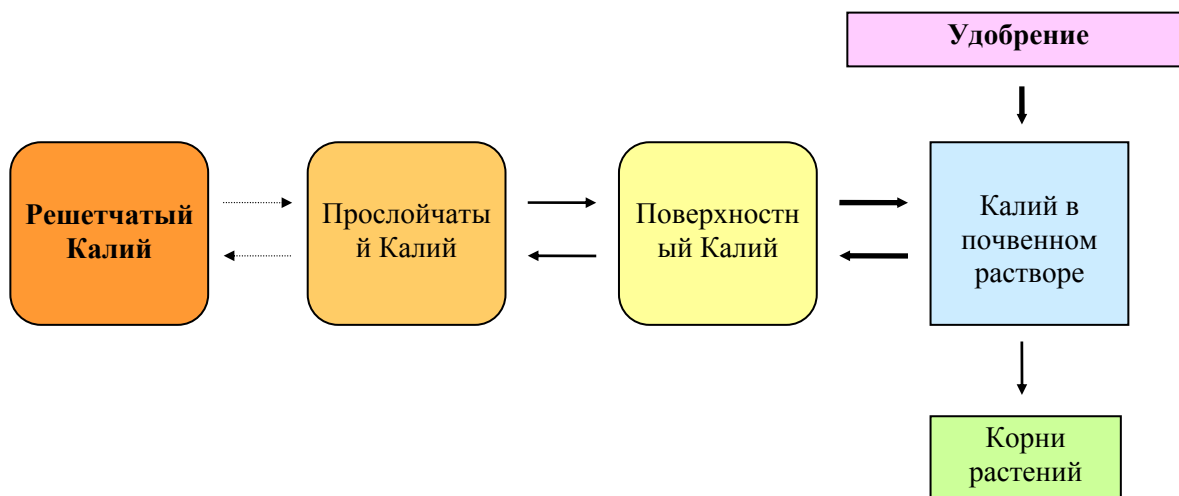 Удобрение
Решетчатый
Калий
Прослойчаты
й Калий
Поверхностн
ый Калий
Калий в
почвенном
растворе
Корни
растений